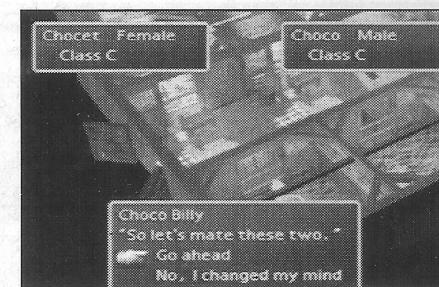 Chocet Female
Class C
Choco Male
Class C
Choco Billy
"So let's mate these two."
Go ahead
No, I changed my mind